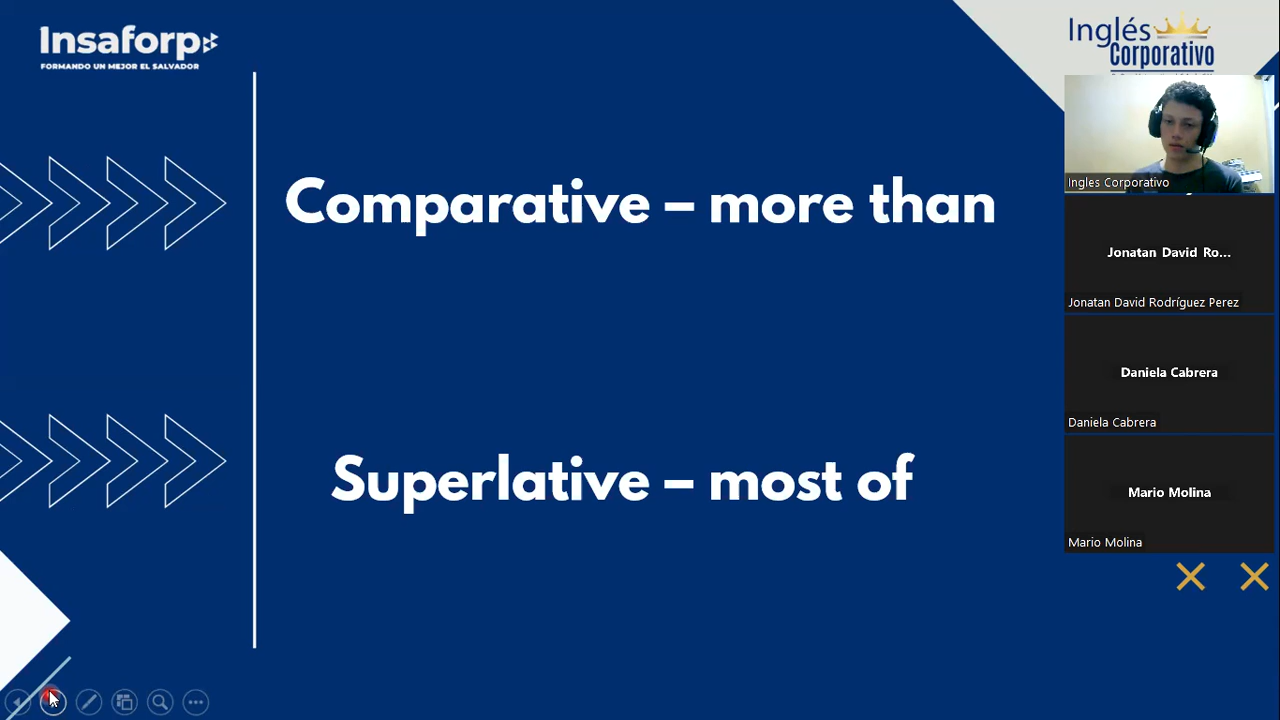 Insaforp
FORMANDO UN MEJOR EL SALVADOR
Inglés
Corporativo
Comparative – more than
Superlative – most of
Ingles Corporativo
Jonatan David Ro...
Jonatan David Rodríguez Perez
Daniela Cabrera
Daniela Cabrera
Mario Molina
Mario Molina